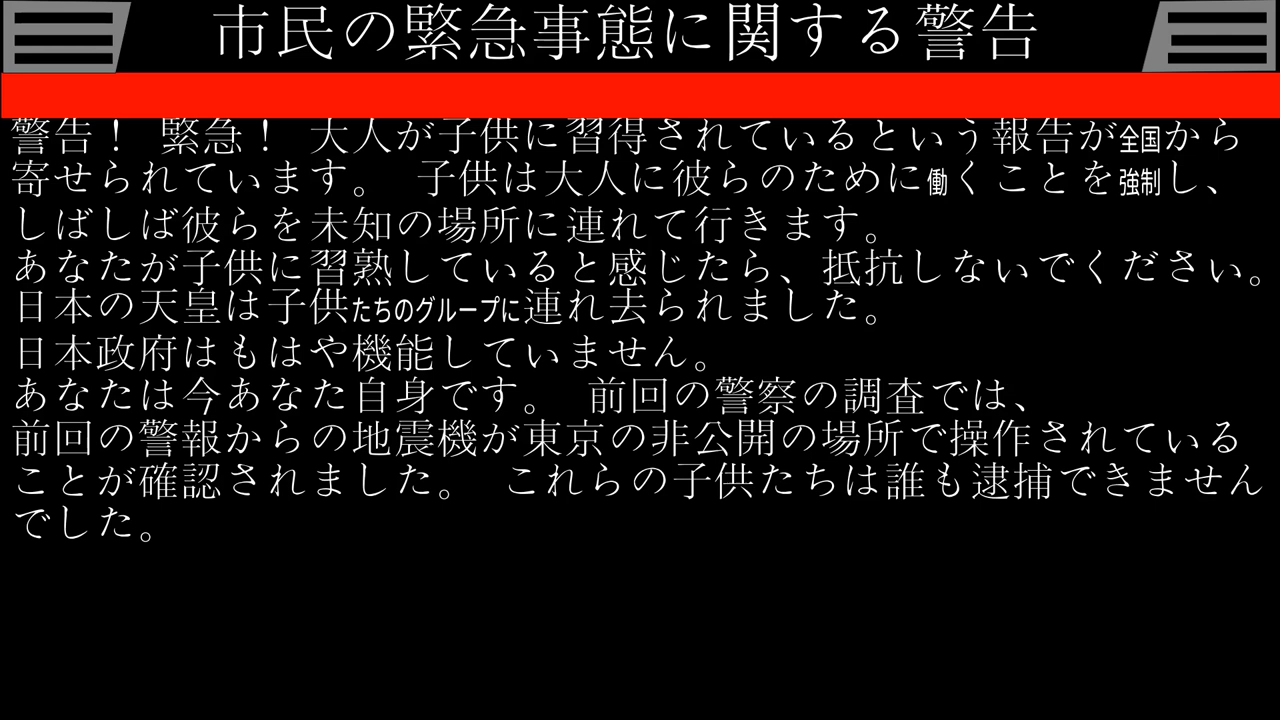 市民の緊急事態に関する警告
警告！ 緊急！ 大人が子供に習得されているという報告が全国から
寄せられています。 子供は大人に彼らのために働くことを強制し、
しばしば彼らを未知の場所に連れて行きます。
あなたが子供に習熟していると感じたら、抵抗しないでください。
日本の天皇は子供たちのグループに連れ去られました。
日本政府はもはや機能していません。
あなたは今あなた自身です。 前回の警察の調査では、
前回の警報からの地震機が東京の非公開の場所で操作されている
ことが確認されました。 これらの子供たちは誰も逮捕できません
でした。